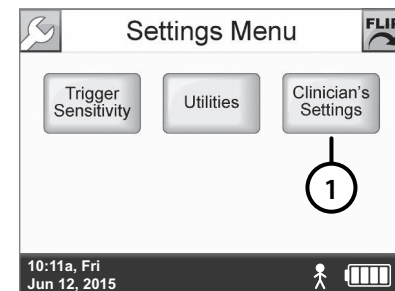 Settings Menu
FLIP
Trigger
Sensitivity
Utilities
Clinician's
Settings
1
10:11a, Fri
Jun 12, 2015